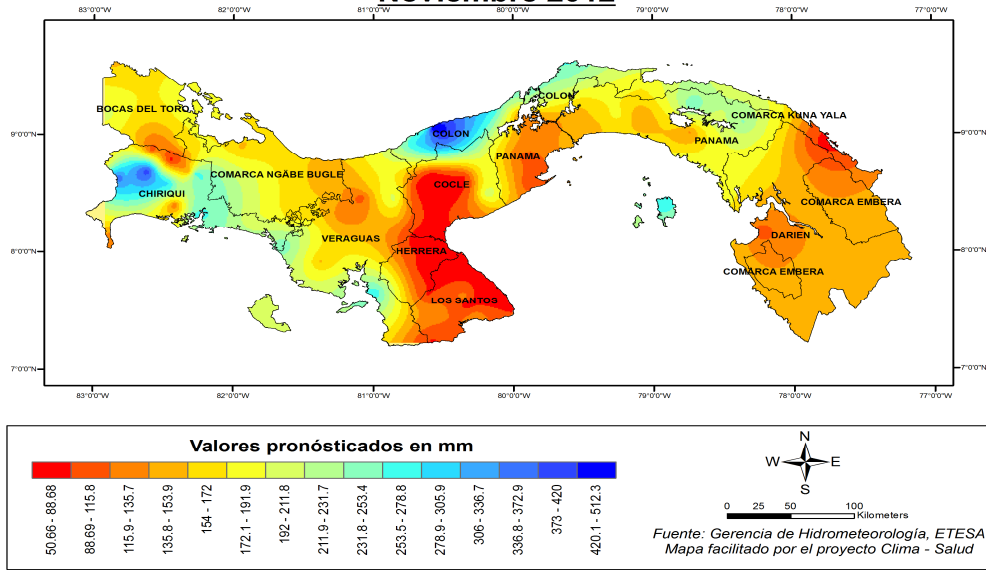 Noviembre 2012
83°0'0"W 82°0'0"W 81°0'0"W 80°0'0"W 79°0'0"W 78°0'0"W 77°0'0"W
BOCAS DEL TORO
COLON
COMARCA KUNA YALA
9°0'0"N
COLON
9°0'0"N
PANAMA
PANAMA
COMARCA NGÄBE BUGLE
COCLE
CHIRIQUI
COMARCA EMBERA
VERAGUAS
DARIEN
8°0'0"N
HERRERA
8°0'0"N
COMARCA EMBERA
LOS SANTOS
7°0'0"N
7°0'0"N
83°0'0"W 82°0'0"W 81°0'0"W 80°0'0"W 79°0'0"W 78°0'0"W 77°0'0"W
Valores pronósticados en mm
50.66 - 88.68
88.69 - 115.8
115.9 - 135.7
135.8 - 153.9
154 - 172
172.1 - 191.9
192 - 211.8
211.9 - 231.7
231.8 - 253.4
253.5 - 278.8
278.9 - 305.9
306 - 336.7
336.8 - 372.9
373 - 420
420.1 - 512.3
N
W E
S
0 25 50 100
Kilometers
Fuente: Gerencia de Hidrometeorología, ETESA
Mapa facilitado por el proyecto Clima - Salud